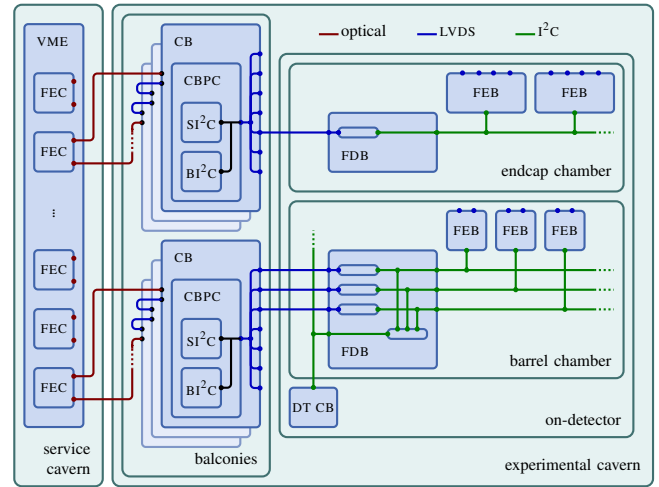 VME
CB
optical
LVDS
I²C
FEC
CBPC
SI²C
BI²C
FEC
FEB
FEB
FDB
endcap chamber
...
FEC
FEC
FEC
CB
CBPC
SI²C
BI²C
FEB
FEB
FEB
FDB
barrel chamber
DT CB
on-detector
service
cavern
balconies
experimental cavern